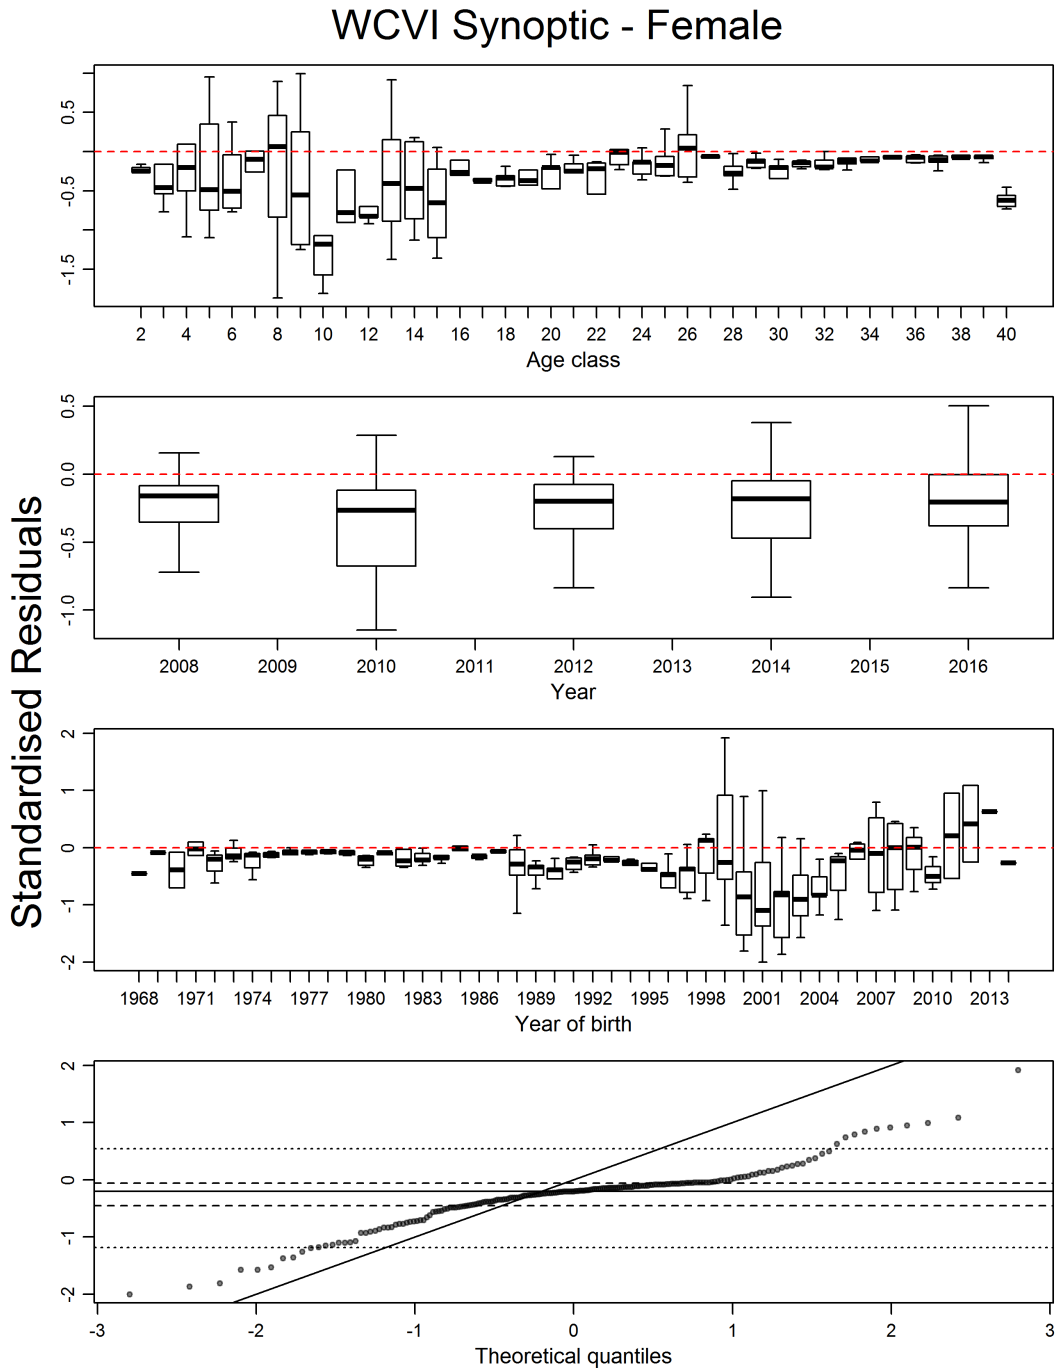 WCVI Synoptic - Female
Standardised Residuals
0.5
-0.5
-1.5
2 4 6 8 10 12 14 16 18 20 22 24 26 28 30 32 34 36 38 40
Age class
0.5
0.0
-0.5
-1.0
2008 2009 2010 2011 2012 2013 2014 2015 2016
Year
2
1
0
-1
-2
1968 1971 1974 1977 1980 1983 1986 1989 1992 1995 1998 2001 2004 2007 2010 2013
Year of birth
2
1
0
-1
-2
-3 -2 -1 0 1 2 3
Theoretical quantiles